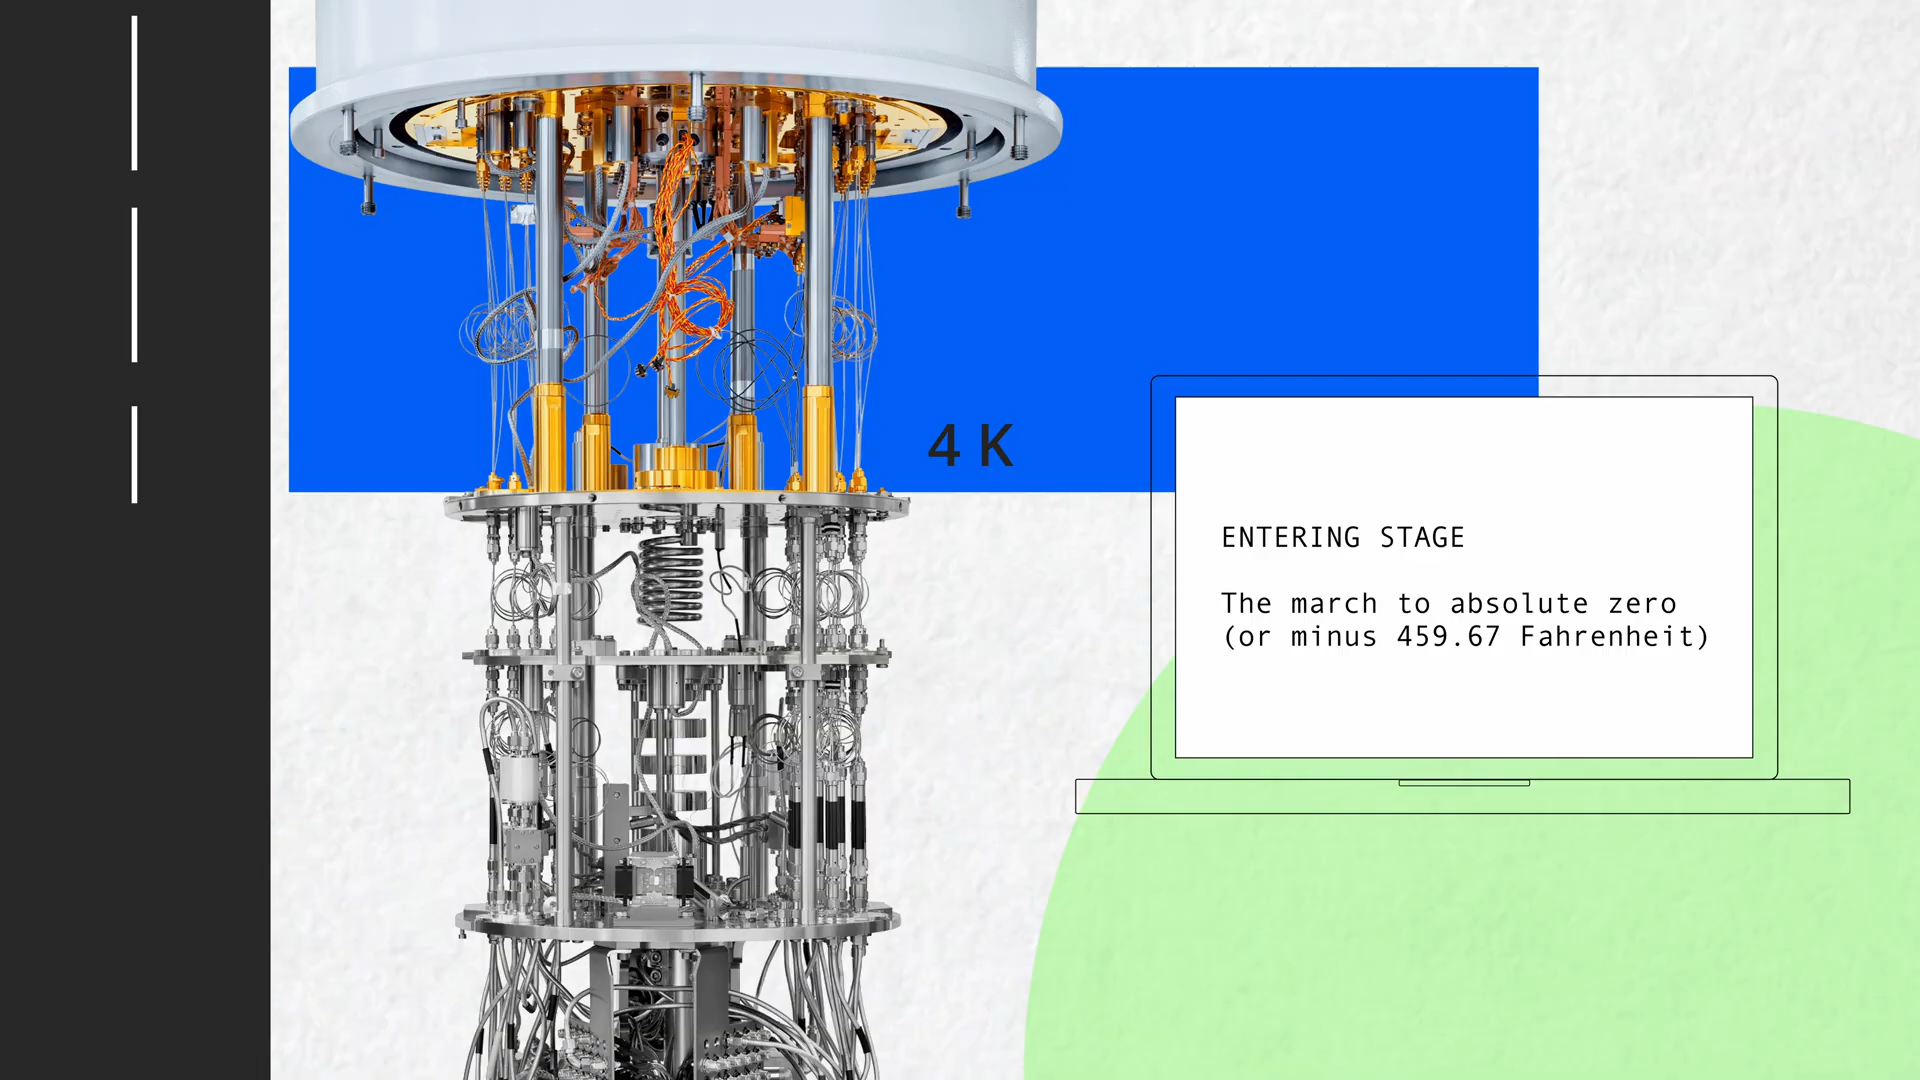 4 K
ENTERING STAGE
The march to absolute zero
(or minus 459.67 Fahrenheit)